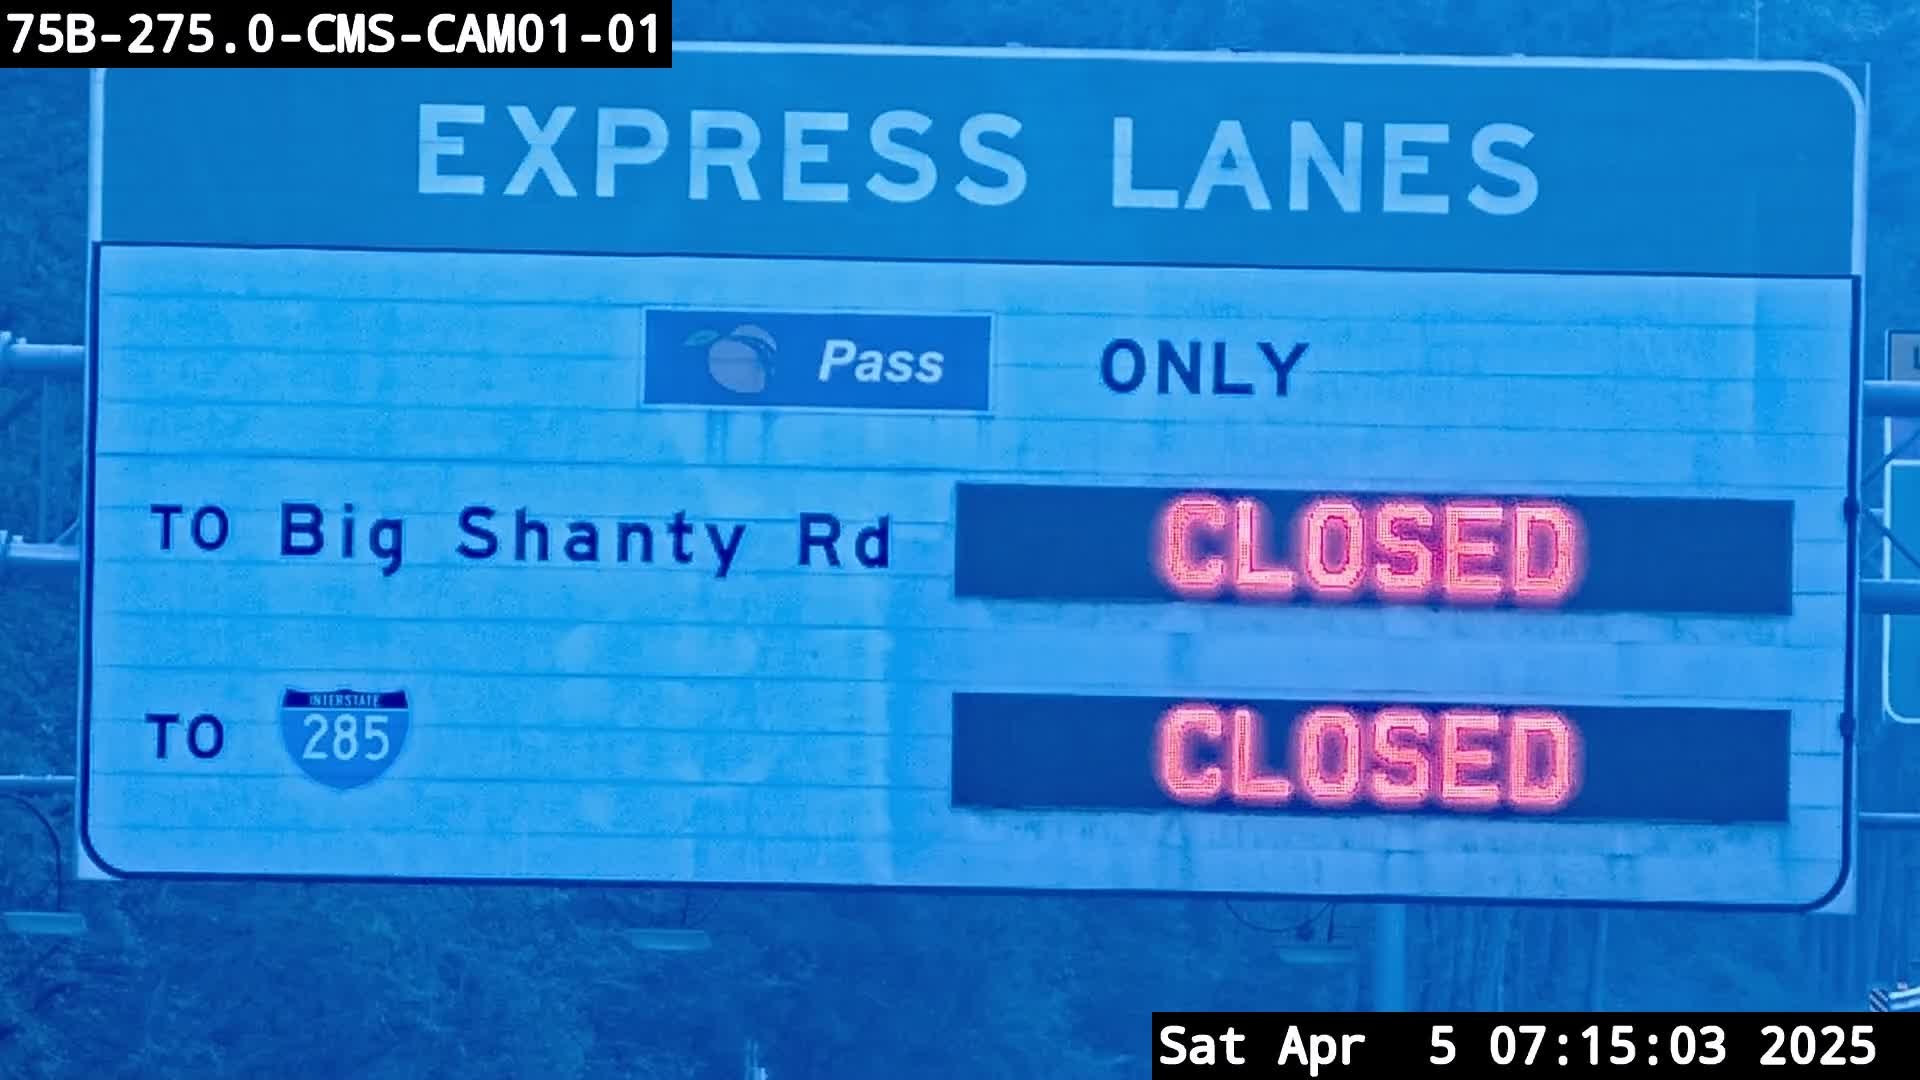 75B-275.0-CMS-CAM01-01
EXPRESS LANES
Pass ONLY
TO Big Shanty Rd CLOSED
TO INTERSTATE 285 CLOSED
Sat Apr 5 07:15:03 2025